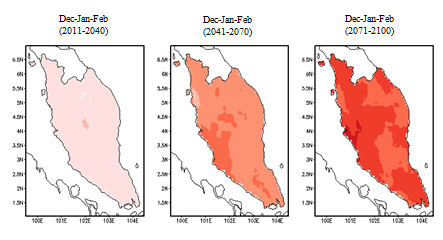 Dec-Jan-Feb
(2011-2040)
Dec-Jan-Feb
(2041-2070)
Dec-Jan-Feb
(2071-2100)
6.5N
6N
5.5N
5N
4.5N
4N
3.5N
3N
2.5N
2N
1.5N
100E 101E 102E 103E 104E
6.5N
6N
5.5N
5N
4.5N
4N
3.5N
3N
2.5N
2N
1.5N
100E 101E 102E 103E 104E
6.5N
6N
5.5N
5N
4.5N
4N
3.5N
3N
2.5N
2N
1.5N
100E 101E 102E 103E 104E